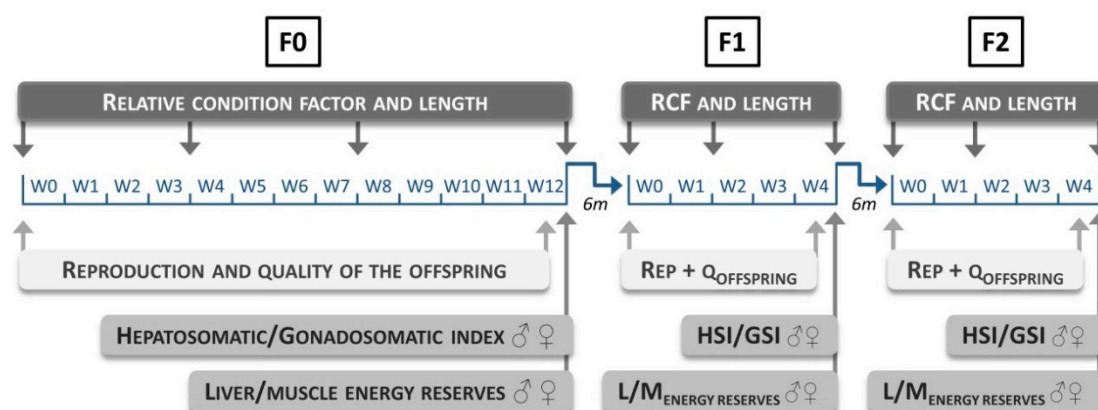 F0 F1 F2
RELATIVE CONDITION FACTOR AND LENGTH RCF AND LENGTH RCF AND LENGTH
W0 W1 W2 W3 W4 W5 W6 W7 W8 W9 W10 W11 W12 W0 W1 W2 W3 W4 W0 W1 W2 W3 W4
6m 6m
REPRODUCTION AND QUALITY OF THE OFFSPRING REP + QOFFSPRING REP + QOFFSPRING
HEPATOSOMATIC/GONADOSOMATIC INDEX ♂♀ HSI/GSI ♂♀ HSI/GSI ♂♀
LIVER/MUSCLE ENERGY RESERVES ♂♀ L/MENERGY RESERVES ♂♀ L/MENERGY RESERVES ♂♀